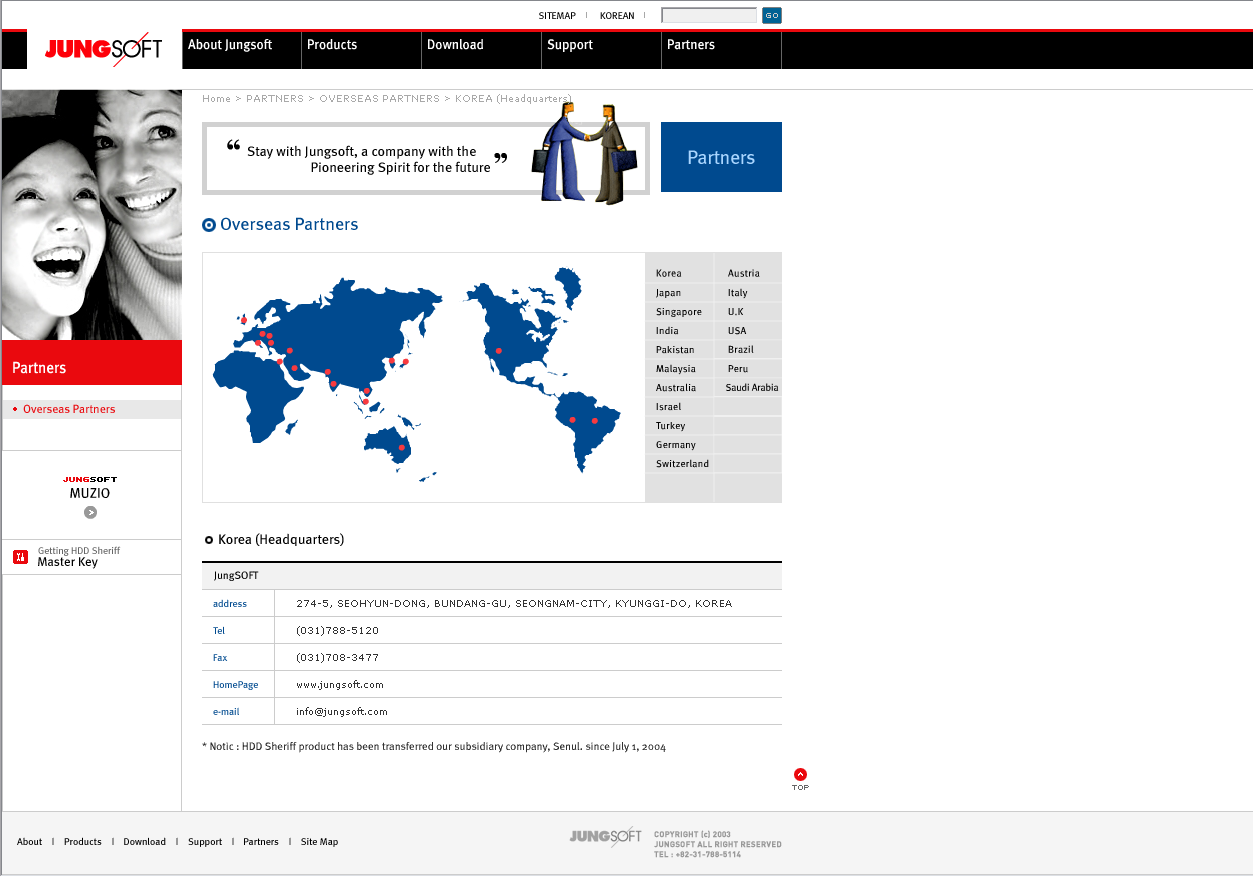 SITEMAP
KOREAN
GO
JUNGSOFT
About Jungsoft
Products
Download
Support
Partners
Home > PARTNERS > OVERSEAS PARTNERS > KOREA (Headquarters)
“ Stay with Jungsoft, a company with the
Pioneering Spirit for the future ”
Partners
Partners
Overseas Partners
JUNGSOFT
MUZIO
Getting HDD Sheriff
Master Key
Overseas Partners
Korea Austria
Japan Italy
Singapore U.K
India USA
Pakistan Brazil
Malaysia Peru
Australia Saudi Arabia
Israel
Turkey
Germany
Switzerland
Korea (Headquarters)
JungSOFT
address 274-5, SEOHYUN-DONG, BUNDANG-GU, SEONGNAM-CITY, KYUNGGI-DO, KOREA
Tel (031)788-5120
Fax (031)708-3477
HomePage www.jungsoft.com
e-mail info@jungsoft.com
* Notic : HDD Sheriff product has been transferred our subsidiary company, Senul. since July 1, 2004
TOP
About | Products | Download | Support | Partners | Site Map
JUNGSOFT
COPYRIGHT (c) 2003
JUNGSOFT ALL RIGHT RESERVED
TEL : +82-31-788-5114